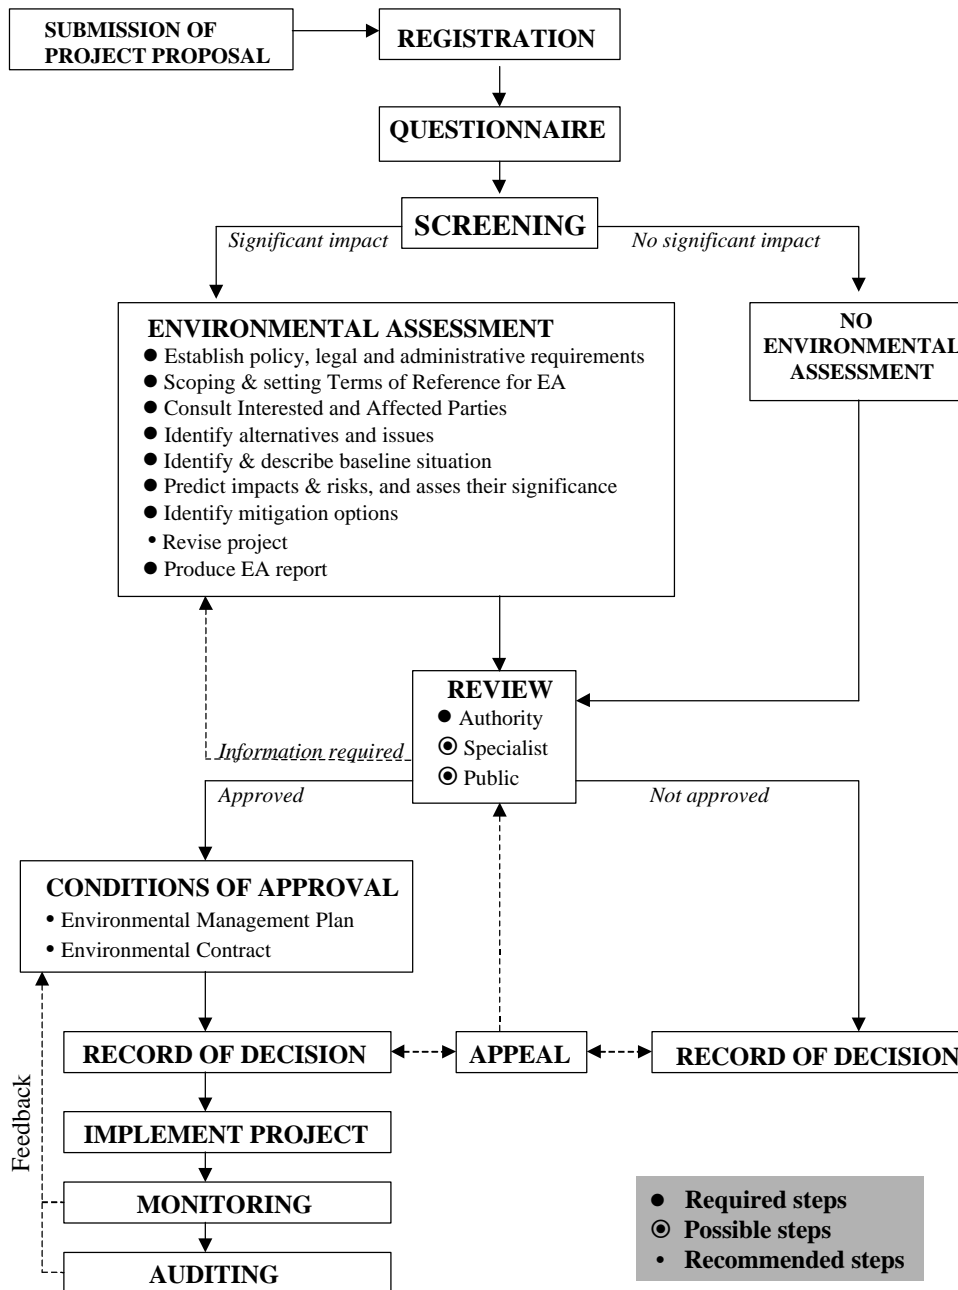 SUBMISSION OF
PROJECT PROPOSAL
REGISTRATION
QUESTIONNAIRE
SCREENING
Significant impact
No significant impact
ENVIRONMENTAL ASSESSMENT
● Establish policy, legal and administrative requirements
● Scoping & setting Terms of Reference for EA
● Consult Interested and Affected Parties
● Identify alternatives and issues
● Identify & describe baseline situation
● Predict impacts & risks, and asses their significance
● Identify mitigation options
• Revise project
● Produce EA report
NO
ENVIRONMENTAL
ASSESSMENT
REVIEW
● Authority
◉ Specialist
◉ Public
Information required
Approved
Not approved
CONDITIONS OF APPROVAL
• Environmental Management Plan
• Environmental Contract
RECORD OF DECISION
APPEAL
RECORD OF DECISION
Feedback
IMPLEMENT PROJECT
MONITORING
AUDITING
● Required steps
◉ Possible steps
• Recommended steps